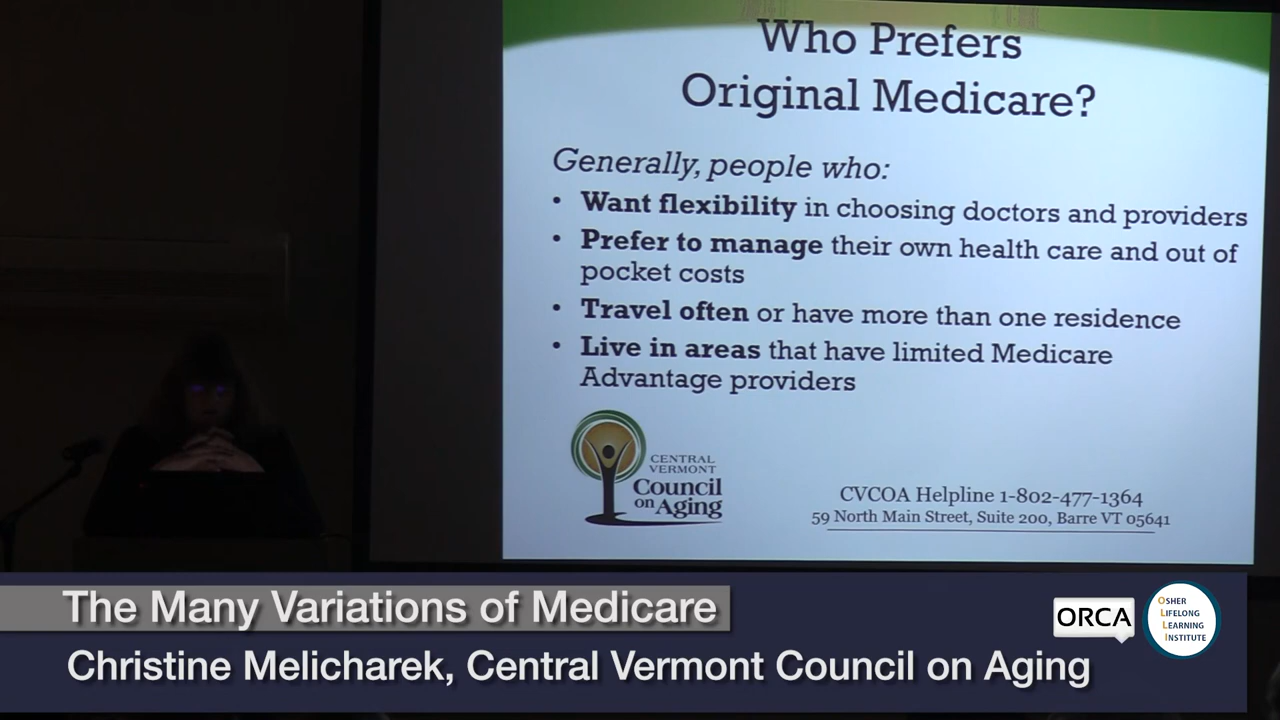 Who Prefers
Original Medicare?
Generally, people who:
• Want flexibility in choosing doctors and providers
• Prefer to manage their own health care and out of
pocket costs
• Travel often or have more than one residence
• Live in areas that have limited Medicare
Advantage providers
CENTRAL
VERMONT
Council
on Aging
CVCOA Helpline 1-802-477-1364
59 North Main Street, Suite 200, Barre VT 05641
The Many Variations of Medicare
Christine Melicharek, Central Vermont Council on Aging
ORCA
OSHER
LIFELONG
LEARNING
INSTITUTE